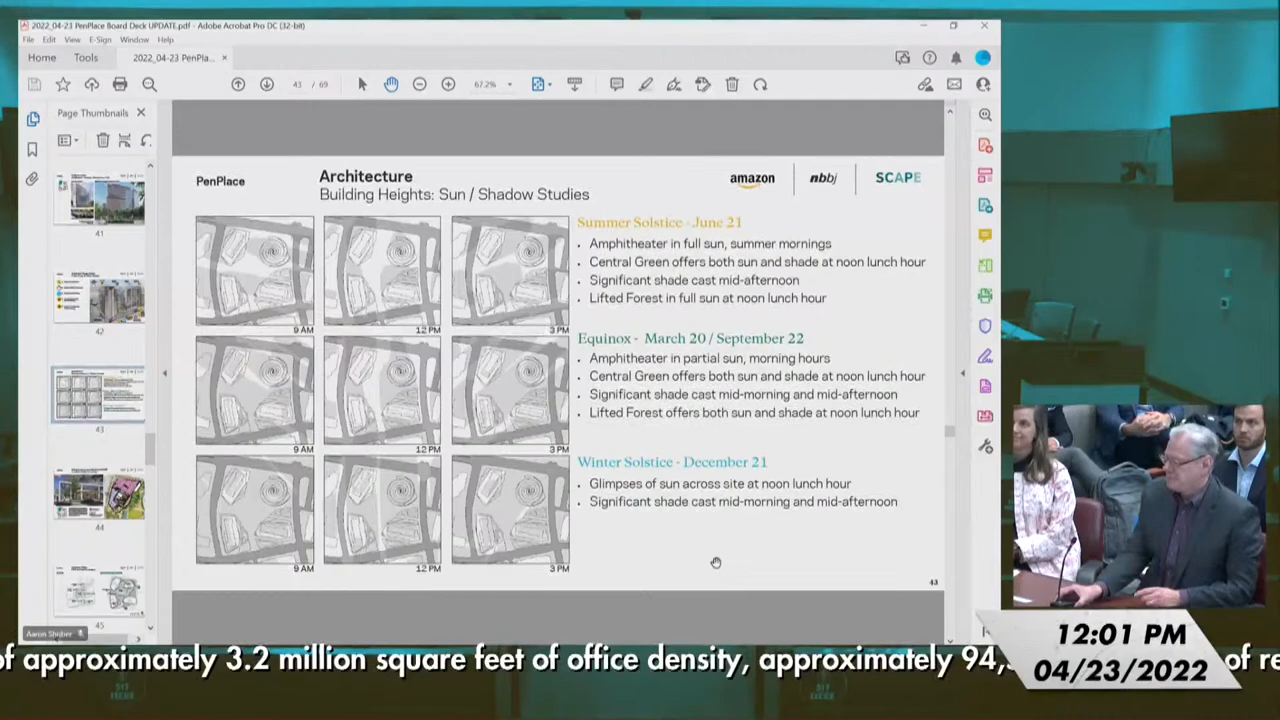 2022_04-23 PenPlace Board Deck UPDATE.pdf - Adobe Acrobat Pro DC (32-bit)
File Edit View E-Sign Window Help
Home Tools 2022_04-23 PenPla... ×
43 / 69 67.2%
Page Thumbnails
41
42
43
44
45
PenPlace
Architecture
Building Heights: Sun / Shadow Studies
amazon nbbj SCAPE
9 AM 12 PM 3 PM
9 AM 12 PM 3 PM
9 AM 12 PM 3 PM
Summer Solstice - June 21
• Amphitheater in full sun, summer mornings
• Central Green offers both sun and shade at noon lunch hour
• Significant shade cast mid-afternoon
• Lifted Forest in full sun at noon lunch hour
Equinox - March 20 / September 22
• Amphitheater in partial sun, morning hours
• Central Green offers both sun and shade at noon lunch hour
• Significant shade cast mid-morning and mid-afternoon
• Lifted Forest offers both sun and shade at noon lunch hour
Winter Solstice - December 21
• Glimpses of sun across site at noon lunch hour
• Significant shade cast mid-morning and mid-afternoon
43
Aaron Shriber
of approximately 3.2 million square feet of office density, approximately 94, of re
12:01 PM
04/23/2022